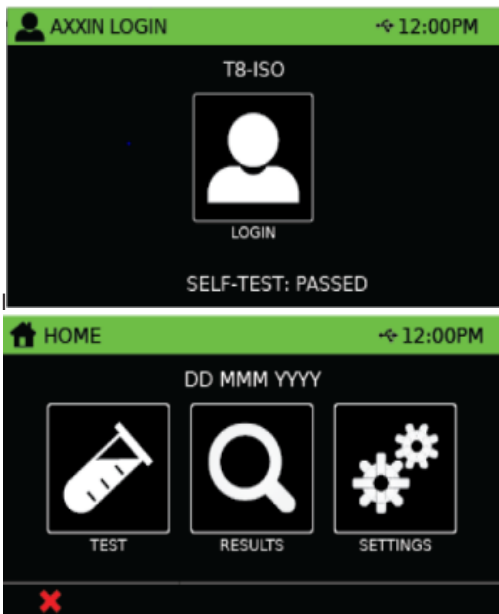 AXXIN LOGIN 12:00PM
T8-ISO
LOGIN
SELF-TEST: PASSED
HOME 12:00PM
DD MMM YYYY
TEST RESULTS SETTINGS